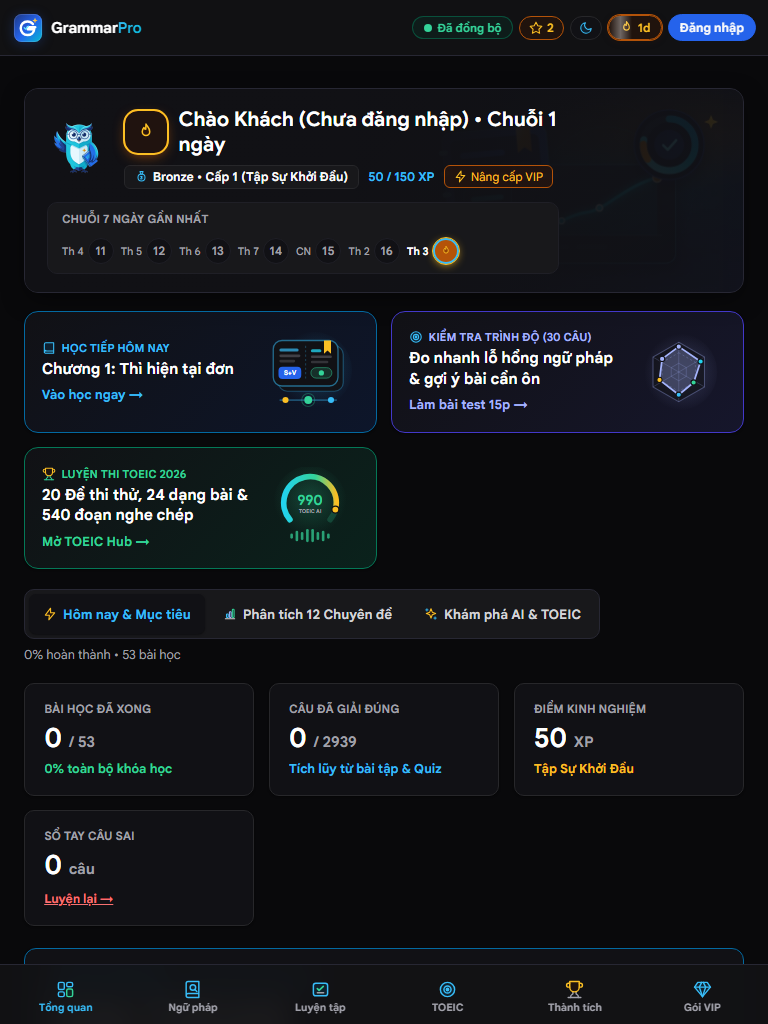 GrammarPro
Đã đồng bộ
2
1d
Đăng nhập
Chào Khách (Chưa đăng nhập) • Chuỗi 1
ngày
Bronze • Cấp 1 (Tập Sự Khởi Đầu)
50 / 150 XP
Nâng cấp VIP
CHUỖI 7 NGÀY GẦN NHẤT
Th 4 11 Th 5 12 Th 6 13 Th 7 14 CN 15 Th 2 16 Th 3
HỌC TIẾP HÔM NAY
Chương 1: Thì hiện tại đơn
Vào học ngay →
S+V
KIỂM TRA TRÌNH ĐỘ (30 CÂU)
Đo nhanh lỗ hổng ngữ pháp
& gợi ý bài cần ôn
Làm bài test 15p →
LUYỆN THI TOEIC 2026
20 Đề thi thử, 24 dạng bài &
540 đoạn nghe chép
Mở TOEIC Hub →
990
TOEIC AI
Hôm nay & Mục tiêu
Phân tích 12 Chuyên đề
Khám phá AI & TOEIC
0% hoàn thành • 53 bài học
BÀI HỌC ĐÃ XONG
0 / 53
0% toàn bộ khóa học
CÂU ĐÃ GIẢI ĐÚNG
0 / 2939
Tích lũy từ bài tập & Quiz
ĐIỂM KINH NGHIỆM
50 XP
Tập Sự Khởi Đầu
SỔ TAY CÂU SAI
0 câu
Luyện lại →
Tổng quan
Ngữ pháp
Luyện tập
TOEIC
Thành tích
Gói VIP